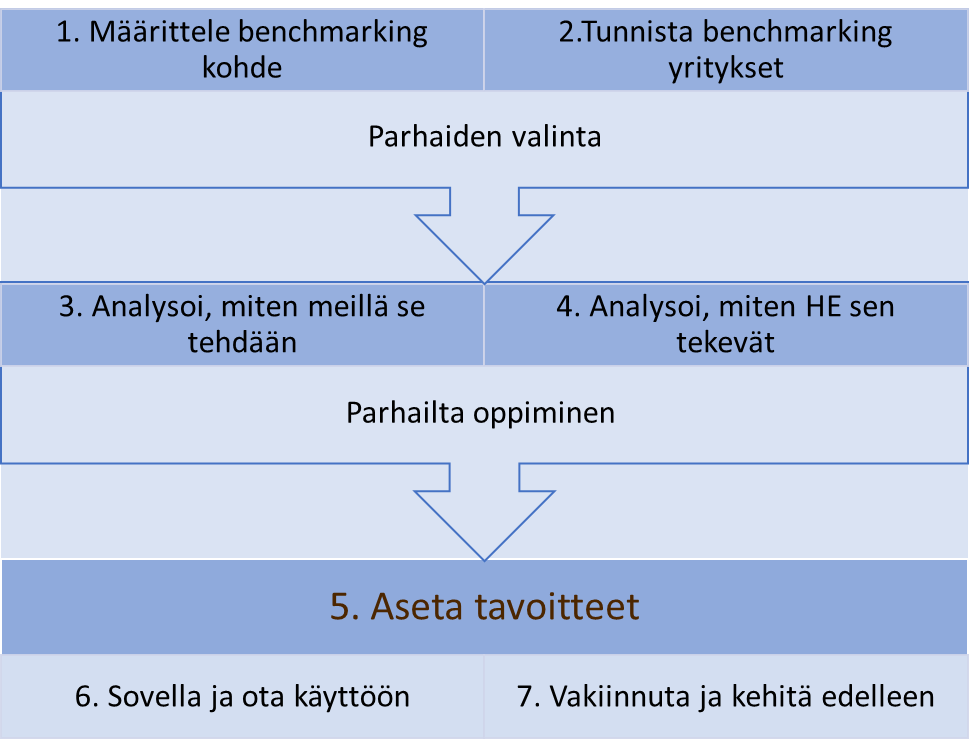 1. Määrittele benchmarking
kohde
2.Tunnista benchmarking
yritykset
Parhaiden valinta
3. Analysoi, miten meillä se
tehdään
4. Analysoi, miten HE sen
tekevät
Parhailta oppiminen
5. Aseta tavoitteet
6. Sovella ja ota käyttöön
7. Vakiinnuta ja kehitä edelleen